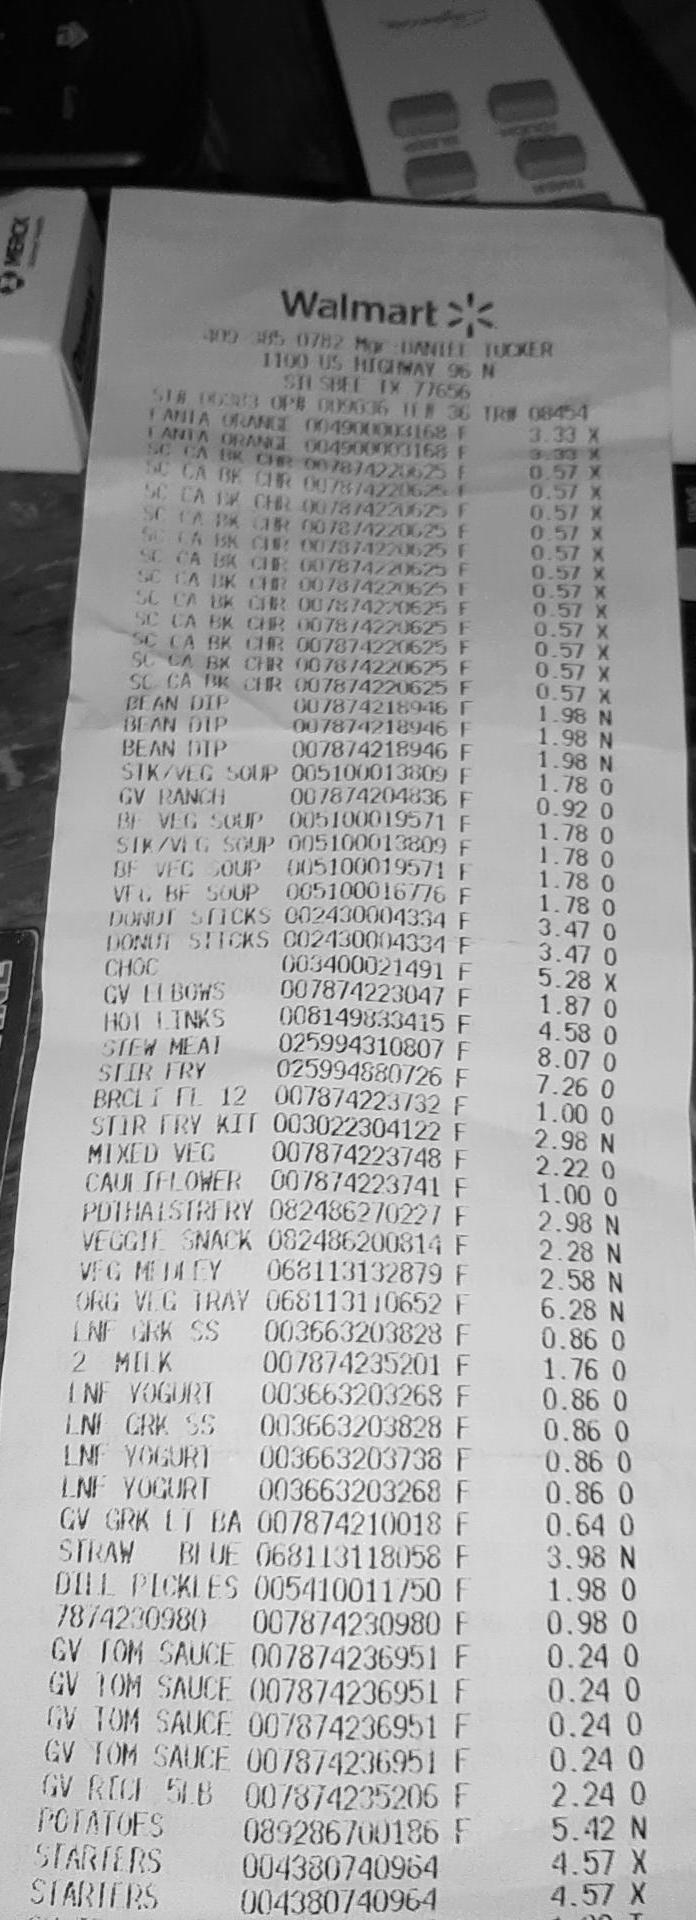 MERCK
Walmart
409-385-0782 Mgr:DANIEL TUCKER
1100 US HIGHWAY 96 N
SILSBEE TX 77656
ST# 00383 OP# 009036 TE# 36 TR# 08454
FANTA ORANGE 004900003168 F 3.33 X
FANTA ORANGE 004900003168 F 3.33 X
SC CA BK CHR 007874220625 F 0.57 X
SC CA BK CHR 007874220625 F 0.57 X
SC CA BK CHR 007874220625 F 0.57 X
SC CA BK CHR 007874220625 F 0.57 X
SC CA BK CHR 007874220625 F 0.57 X
SC CA BK CHR 007874220625 F 0.57 X
SC CA BK CHR 007874220625 F 0.57 X
SC CA BK CHR 007874220625 F 0.57 X
SC CA BK CHR 007874220625 F 0.57 X
SC CA BK CHR 007874220625 F 0.57 X
SC CA BK CHR 007874220625 F 0.57 X
SC CA BK CHR 007874220625 F 0.57 X
BEAN DIP 007874218946 F 1.98 N
BEAN DIP 007874218946 F 1.98 N
BEAN DIP 007874218946 F 1.98 N
STK/VEG SOUP 005100013809 F 1.78 O
GV RANCH 007874204836 F 0.92 O
BF VEG SOUP 005100019571 F 1.78 O
STK/VEG SOUP 005100013809 F 1.78 O
BF VEG SOUP 005100019571 F 1.78 O
VEG BF SOUP 005100016776 F 1.78 O
DONUT STICKS 002430004334 F 3.47 O
DONUT STICKS 002430004334 F 3.47 O
CHOC 003400021491 F 5.28 X
GV ELBOWS 007874223047 F 1.87 O
HOT LINKS 008149833415 F 4.58 O
STEW MEAT 025994310807 F 8.07 O
STIR FRY 025994880726 F 7.26 O
BRCLI FL 12 007874223732 F 1.00 O
STIR FRY KIT 003022304122 F 2.98 N
MIXED VEG 007874223748 F 2.22 O
CAULIFLOWER 007874223741 F 1.00 O
PDTHAISTRFRY 082486270227 F 2.98 N
VEGGIE SNACK 082486200814 F 2.28 N
VEG MEDLEY 068113132879 F 2.58 N
ORG VEG TRAY 068113110652 F 6.28 N
LNF GRK SS 003663203828 F 0.86 O
2 MILK 007874235201 F 1.76 O
LNF YOGURT 003663203268 F 0.86 O
LNF GRK SS 003663203828 F 0.86 O
LNF YOGURT 003663203738 F 0.86 O
LNF YOGURT 003663203268 F 0.86 O
GV GRK LT BA 007874210018 F 0.64 O
STRAW BLUE 068113118058 F 3.98 N
DILL PICKLES 005410011750 F 1.98 O
7874230980 007874230980 F 0.98 O
GV TOM SAUCE 007874236951 F 0.24 O
GV TOM SAUCE 007874236951 F 0.24 O
GV TOM SAUCE 007874236951 F 0.24 O
GV TOM SAUCE 007874236951 F 0.24 O
GV RICE 5LB 007874235206 F 2.24 O
POTATOES 089286700186 F 5.42 N
STARTERS 004380740964 4.57 X
STARTERS 004380740964 4.57 X